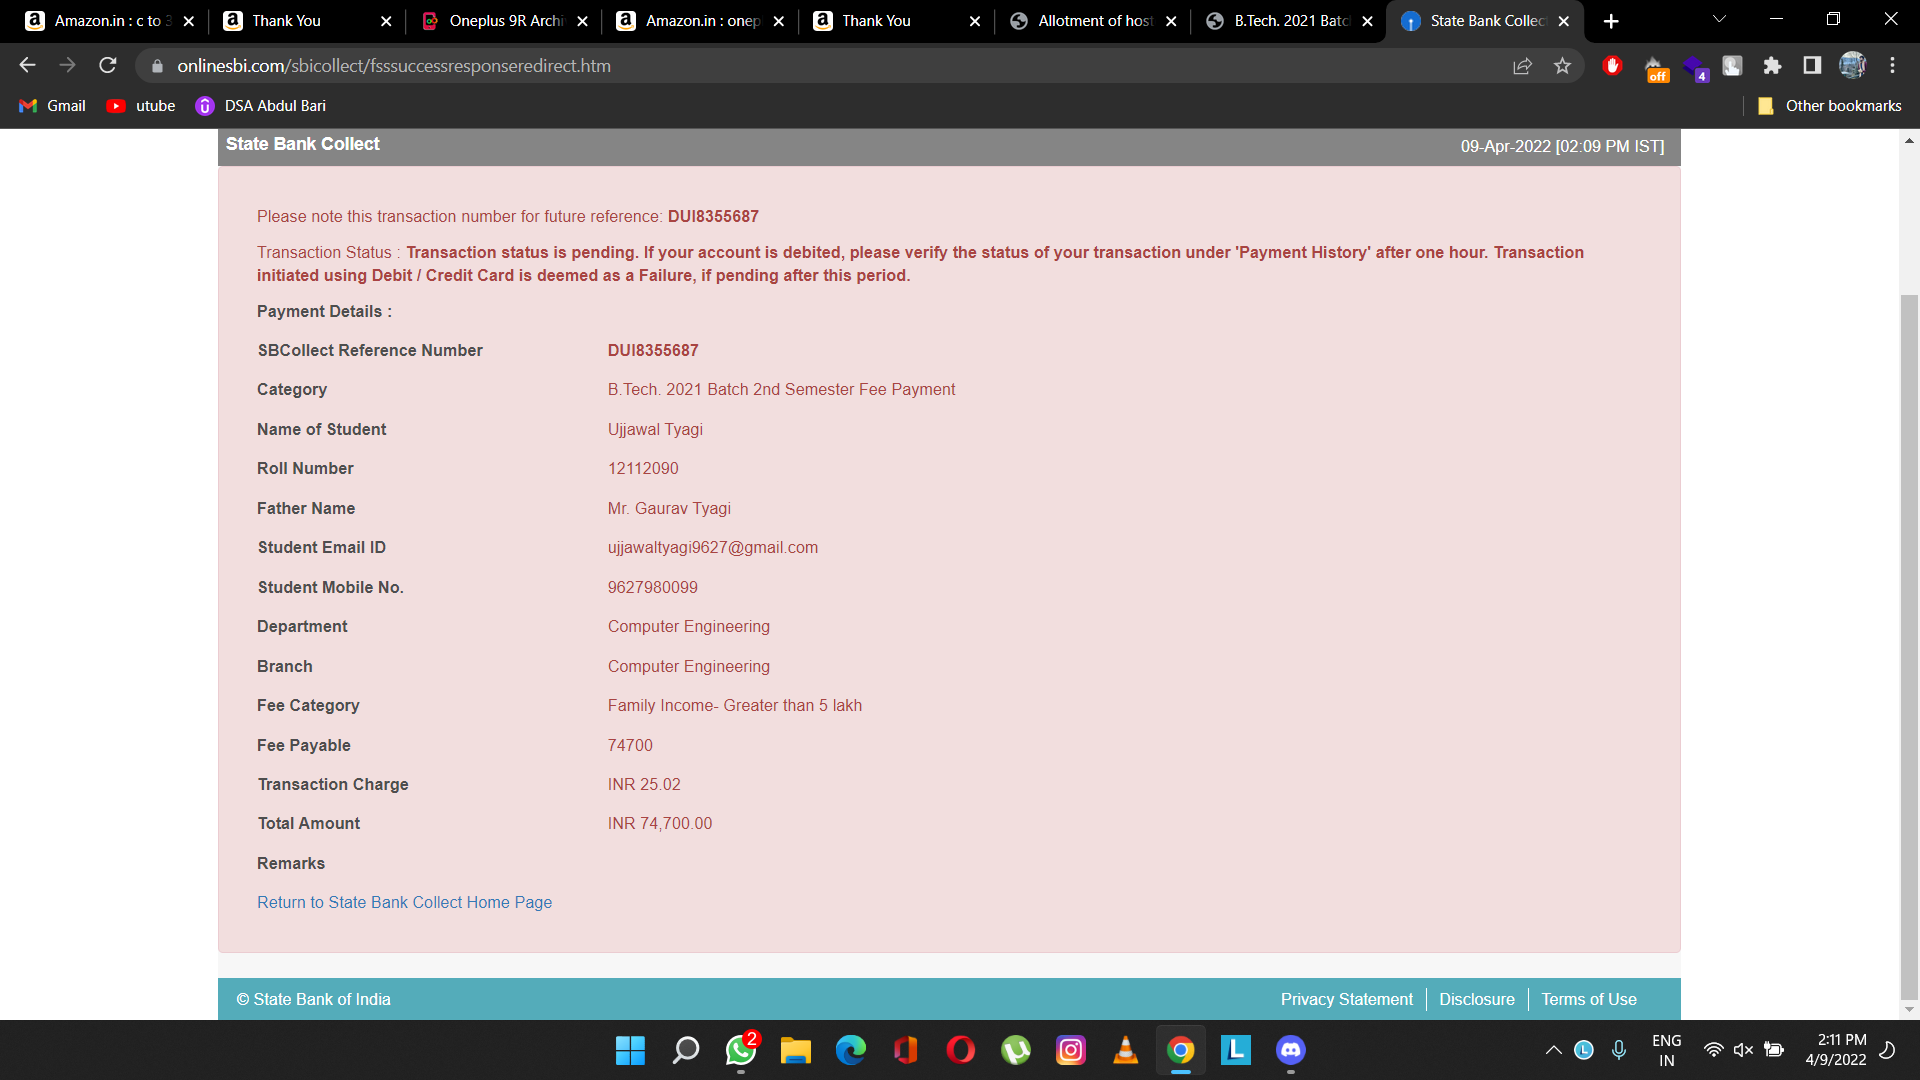 Amazon.in : c to 3
Thank You
Oneplus 9R Archi
Amazon.in : onep
Thank You
Allotment of host
B.Tech. 2021 Batc
State Bank Collec
onlinesbi.com/sbicollect/fsssuccessresponseredirect.htm
off
4
Gmail
utube
DSA Abdul Bari
Other bookmarks
State Bank Collect
09-Apr-2022 [02:09 PM IST]
Please note this transaction number for future reference: DUI8355687
Transaction Status : Transaction status is pending. If your account is debited, please verify the status of your transaction under 'Payment History' after one hour. Transaction
initiated using Debit / Credit Card is deemed as a Failure, if pending after this period.
Payment Details :
SBCollect Reference Number DUI8355687
Category B.Tech. 2021 Batch 2nd Semester Fee Payment
Name of Student Ujjawal Tyagi
Roll Number 12112090
Father Name Mr. Gaurav Tyagi
Student Email ID ujjawaltyagi9627@gmail.com
Student Mobile No. 9627980099
Department Computer Engineering
Branch Computer Engineering
Fee Category Family Income- Greater than 5 lakh
Fee Payable 74700
Transaction Charge INR 25.02
Total Amount INR 74,700.00
Remarks
Return to State Bank Collect Home Page
© State Bank of India
Privacy Statement
Disclosure
Terms of Use
2
L
ENG
IN
2:11 PM
4/9/2022